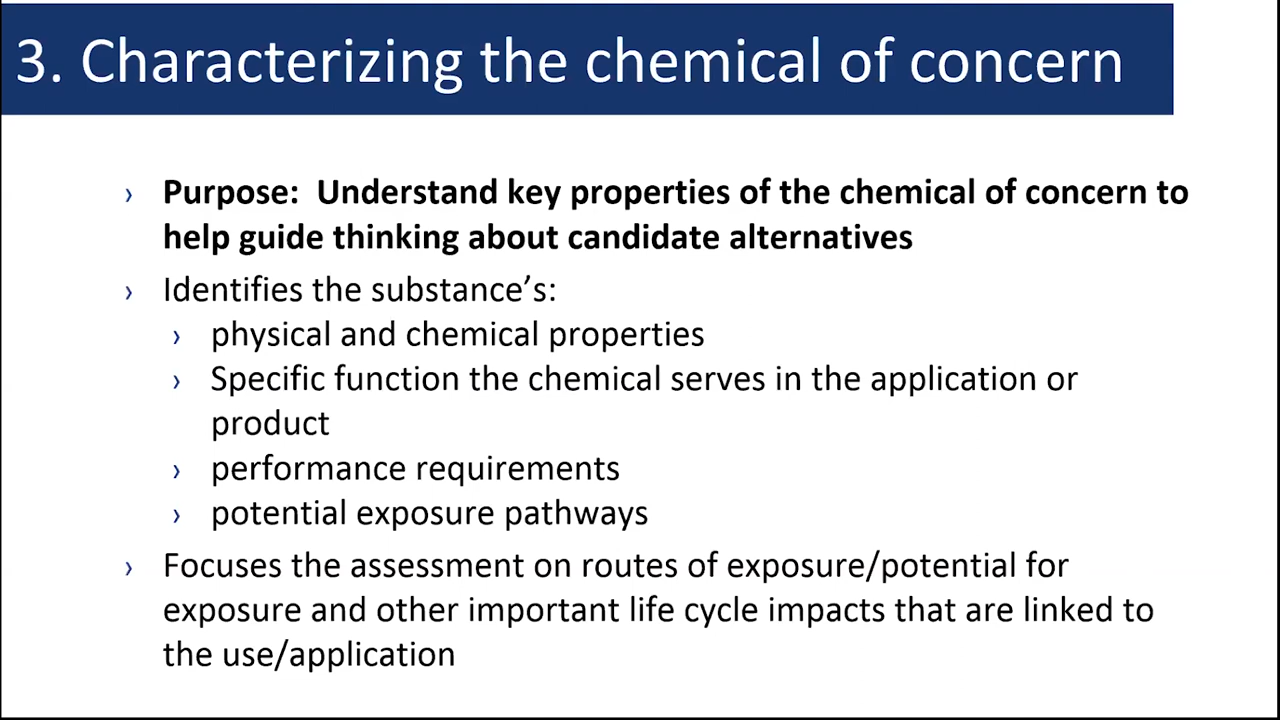 3. Characterizing the chemical of concern
› Purpose:  Understand key properties of the chemical of concern to
help guide thinking about candidate alternatives
› Identifies the substance’s:
› physical and chemical properties
› Specific function the chemical serves in the application or
product
› performance requirements
› potential exposure pathways
› Focuses the assessment on routes of exposure/potential for
exposure and other important life cycle impacts that are linked to
the use/application